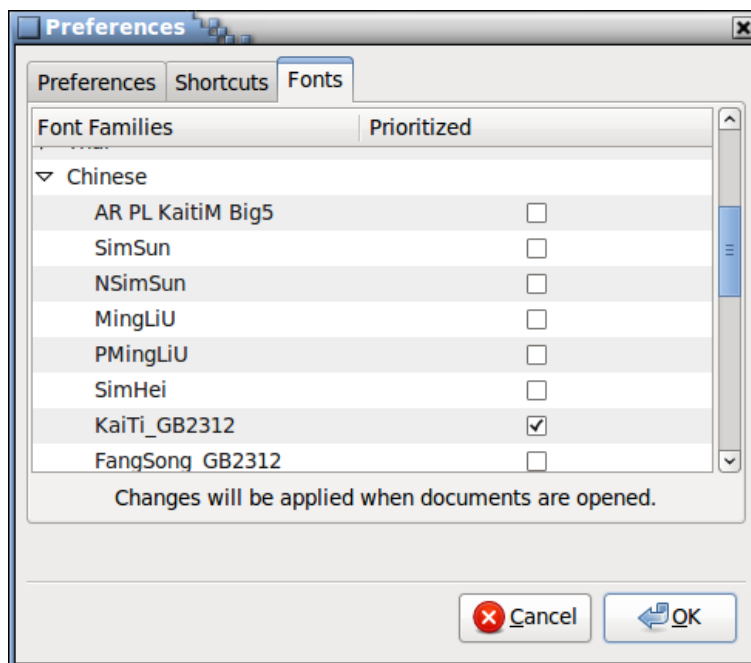 Preferences
Preferences Shortcuts Fonts
Font Families Prioritized
Chinese
AR PL KaitiM Big5
SimSun
NSimSun
MingLiU
PMingLiU
SimHei
KaiTi_GB2312
FangSong_GB2312
Changes will be applied when documents are opened.
Cancel OK